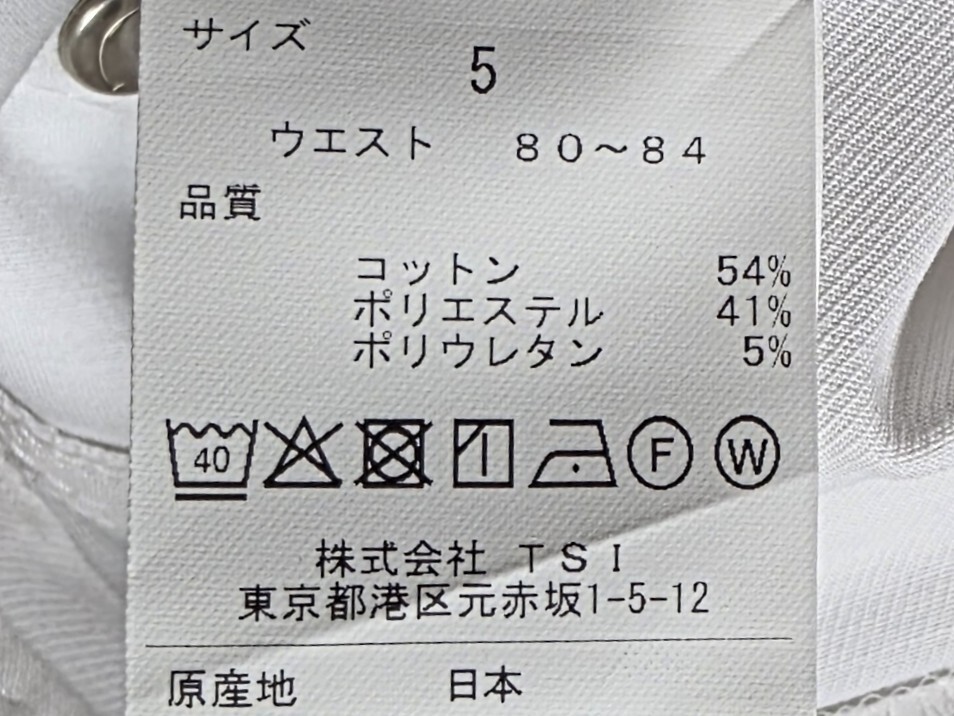 サイズ
5
ウエスト 80～84
品質
コットン 54%
ポリエステル 41%
ポリウレタン 5%
40 F W
株式会社 TSI
東京都港区元赤坂1-5-12
原産地 日本